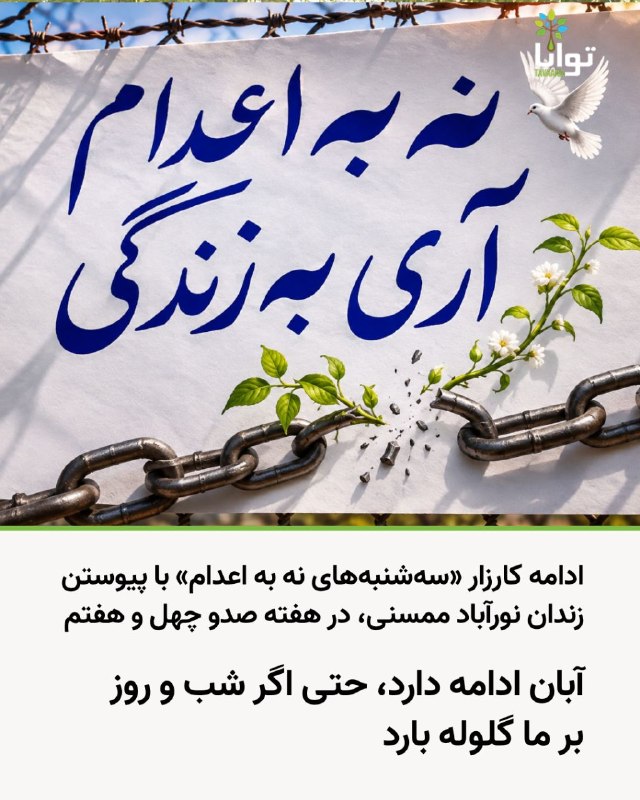 توانا
TAVAANA
نه به اعدام
آری به زندگی
ادامه کارزار «سه‌شنبه‌های نه به اعدام» با پیوستن
زندان نورآباد ممسنی، در هفته صدو چهل و هفتم
آبان ادامه دارد، حتی اگر شب و روز
بر ما گلوله بارد